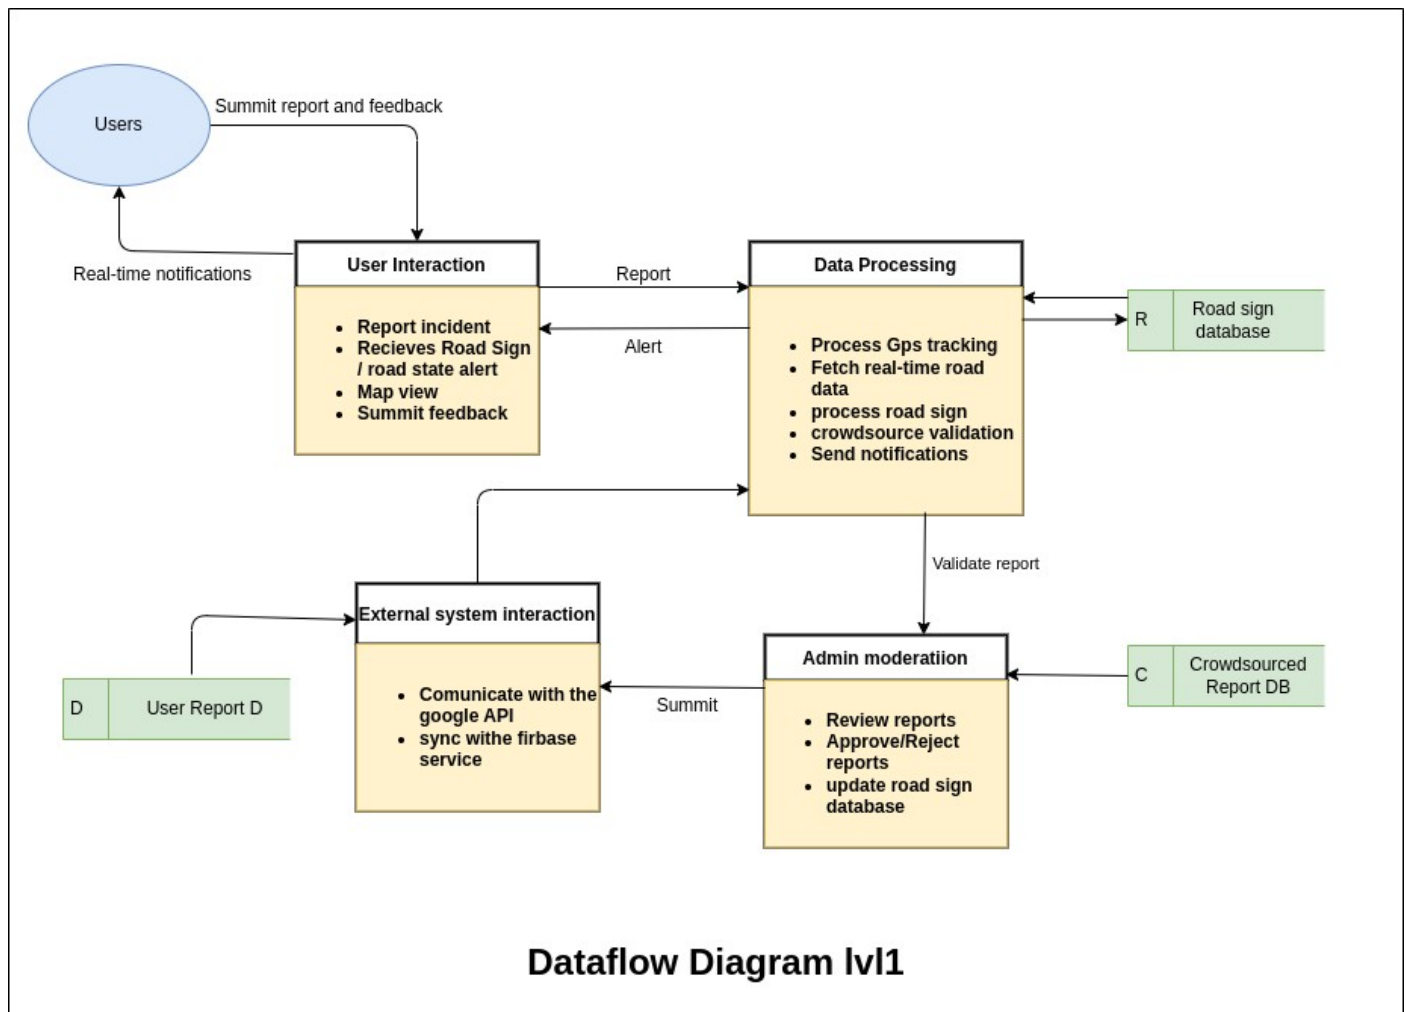 Summit report and feedback
Users
Real-time notifications
User Interaction
Report incident
Recieves Road Sign
/ road state alert
Map view
Summit feedback
Report
Alert
Data Processing
Process Gps tracking
Fetch real-time road
data
process road sign
crowdsource validation
Send notifications
R
Road sign
database
Validate report
External system interaction
Comunicate with the
google API
sync withe firbase
service
D
User Report D
Summit
Admin moderatiion
Review reports
Approve/Reject
reports
update road sign
database
C
Crowdsourced
Report DB
Dataflow Diagram lvl1